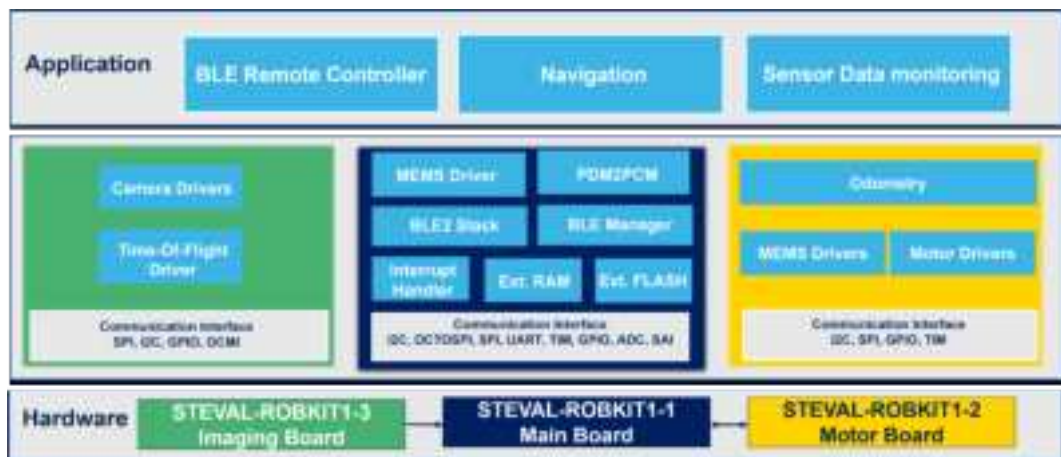 Application
BLE Remote Controller
Navigation
Sensor Data monitoring
Camera Drivers
Time-Of-Flight
Driver
Communication Interface
SPI, I2C, GPIO, DCMI
MEMS Driver
PDM2PCM
BLE2 Stack
BLE Manager
Interrupt
Handler
Ext. RAM
Ext. FLASH
Communication Interface
I2C, OCTOSPI, SPI, UART, TIM, GPIO, ADC, SAI
Odometry
MEMS Drivers
Motor Drivers
Communication Interface
I2C, SPI, GPIO, TIM
Hardware
STEVAL-ROBKIT1-3
Imaging Board
STEVAL-ROBKIT1-1
Main Board
STEVAL-ROBKIT1-2
Motor Board